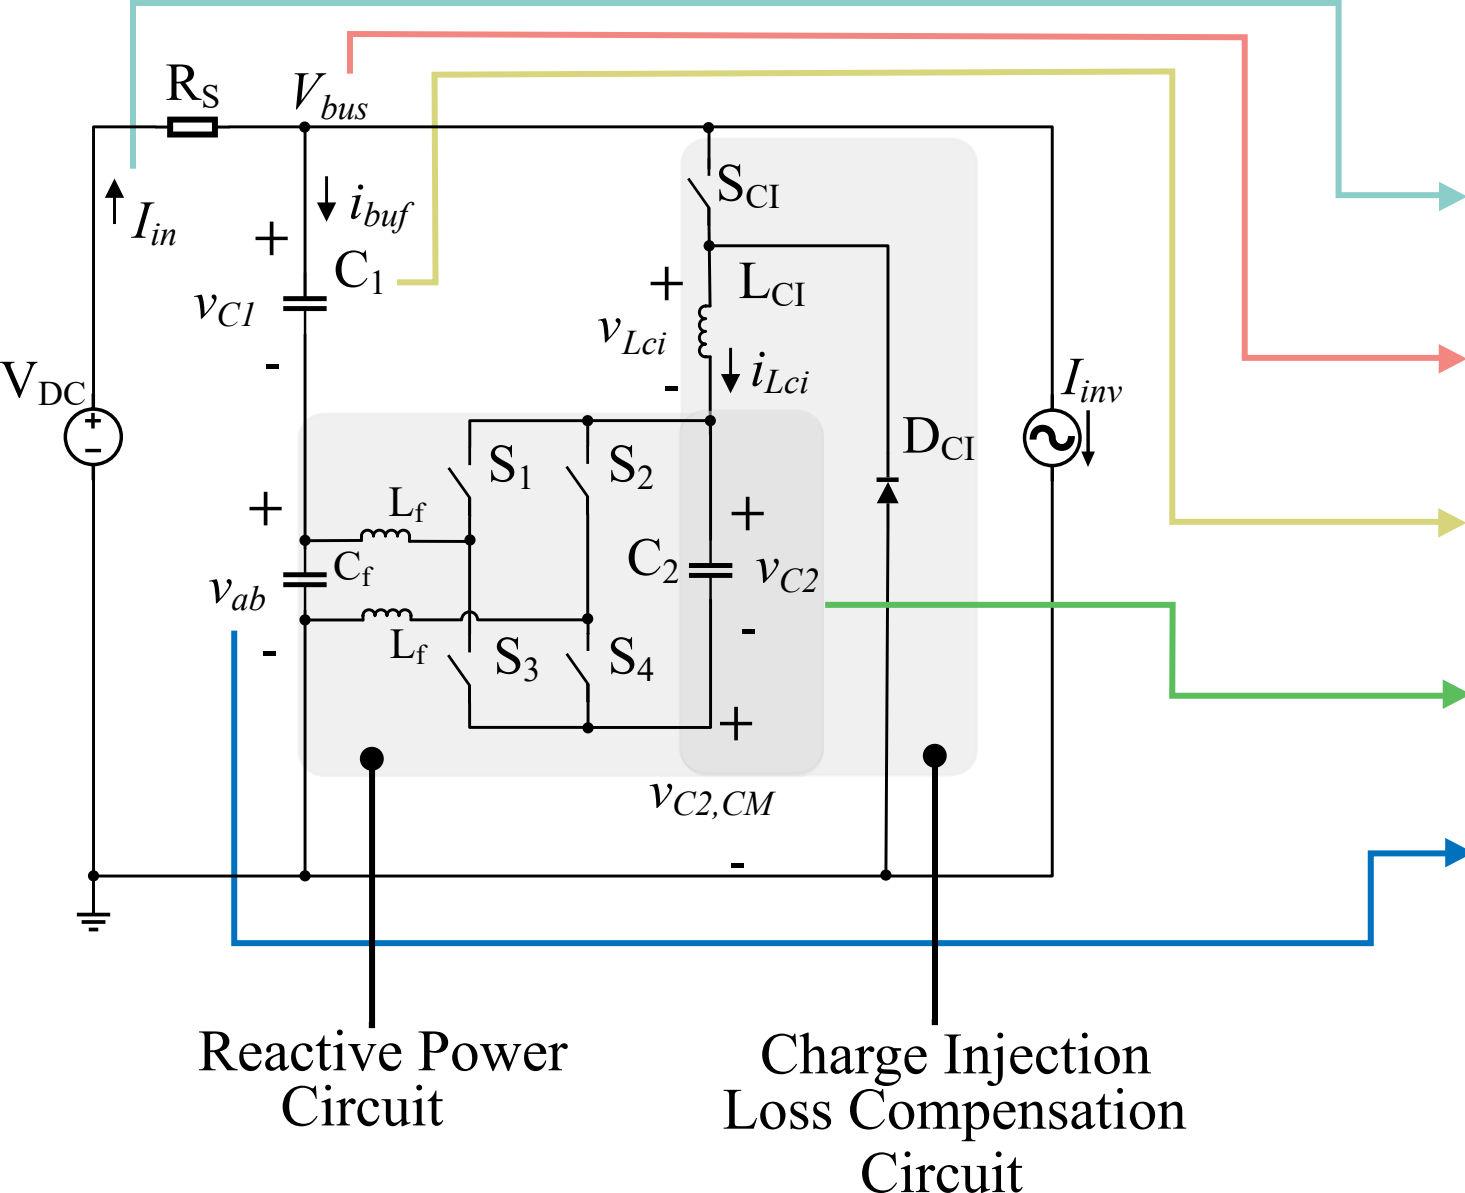 R_S
V_bus
S_CI
i_buf
I_in
+
C_1
+
L_CI
v_C1
v_Lci
-
-
i_Lci
V_DC
I_inv
D_CI
S_1
S_2
+
L_f
+
C_f
C_2
v_C2
v_ab
-
L_f
S_3
S_4
-
+
v_C2,CM
-
Reactive Power
Circuit
Charge Injection
Loss Compensation
Circuit